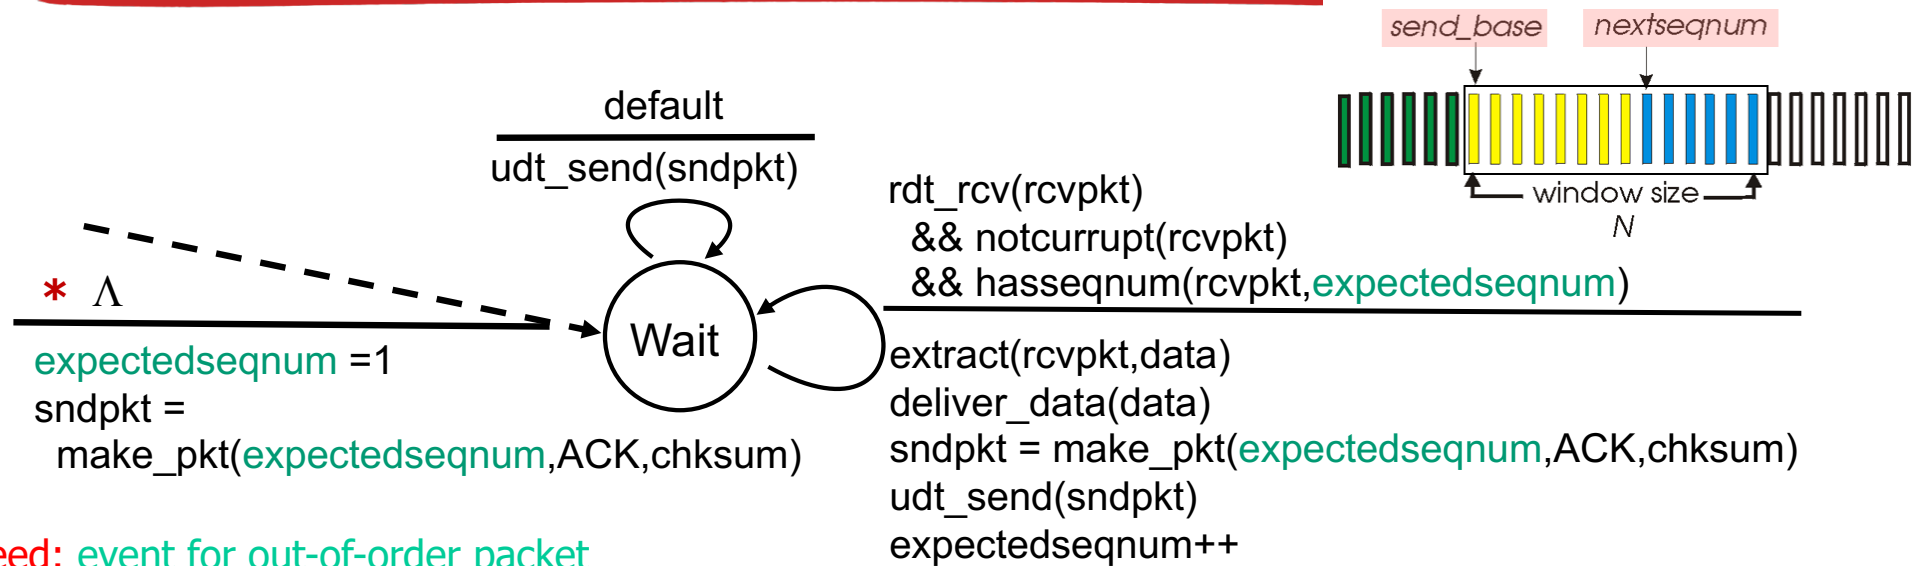 send_base
nextseqnum
window size
N
default
udt_send(sndpkt)
rdt_rcv(rcvpkt)
&& notcurrupt(rcvpkt)
&& hasseqnum(rcvpkt,expectedseqnum)
* Λ
Wait
expectedseqnum =1
sndpkt =
make_pkt(expectedseqnum,ACK,chksum)
extract(rcvpkt,data)
deliver_data(data)
sndpkt = make_pkt(expectedseqnum,ACK,chksum)
udt_send(sndpkt)
expectedseqnum++
eed: event for out-of-order packet